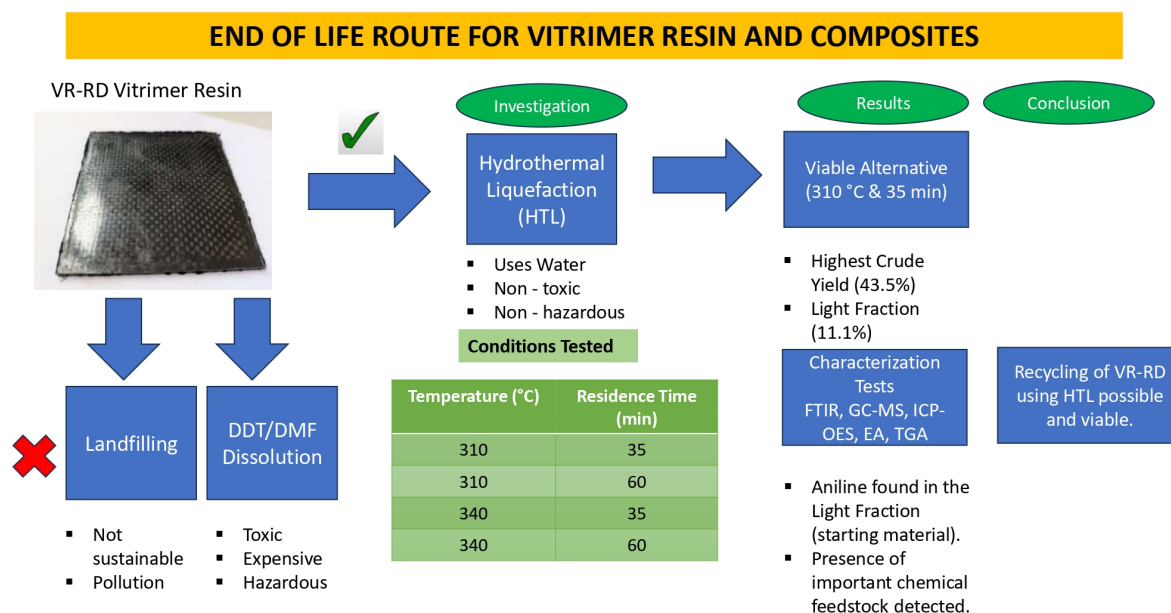 END OF LIFE ROUTE FOR VITRIMER RESIN AND COMPOSITES
VR-RD Vitrimer Resin
Landfilling
▪ Not
sustainable
▪ Pollution
DDT/DMF
Dissolution
▪ Toxic
▪ Expensive
▪ Hazardous
Investigation
Hydrothermal
Liquefaction
(HTL)
▪ Uses Water
▪ Non - toxic
▪ Non - hazardous
Conditions Tested
Temperature (°C) Residence Time
(min)
310 35
310 60
340 35
340 60
Results
Viable Alternative
(310 °C & 35 min)
▪ Highest Crude
Yield (43.5%)
▪ Light Fraction
(11.1%)
Characterization
Tests
FTIR, GC-MS, ICP-
OES, EA, TGA
▪ Aniline found in the
Light Fraction
(starting material).
▪ Presence of
important chemical
feedstock detected.
Conclusion
Recycling of VR-RD
using HTL possible
and viable.